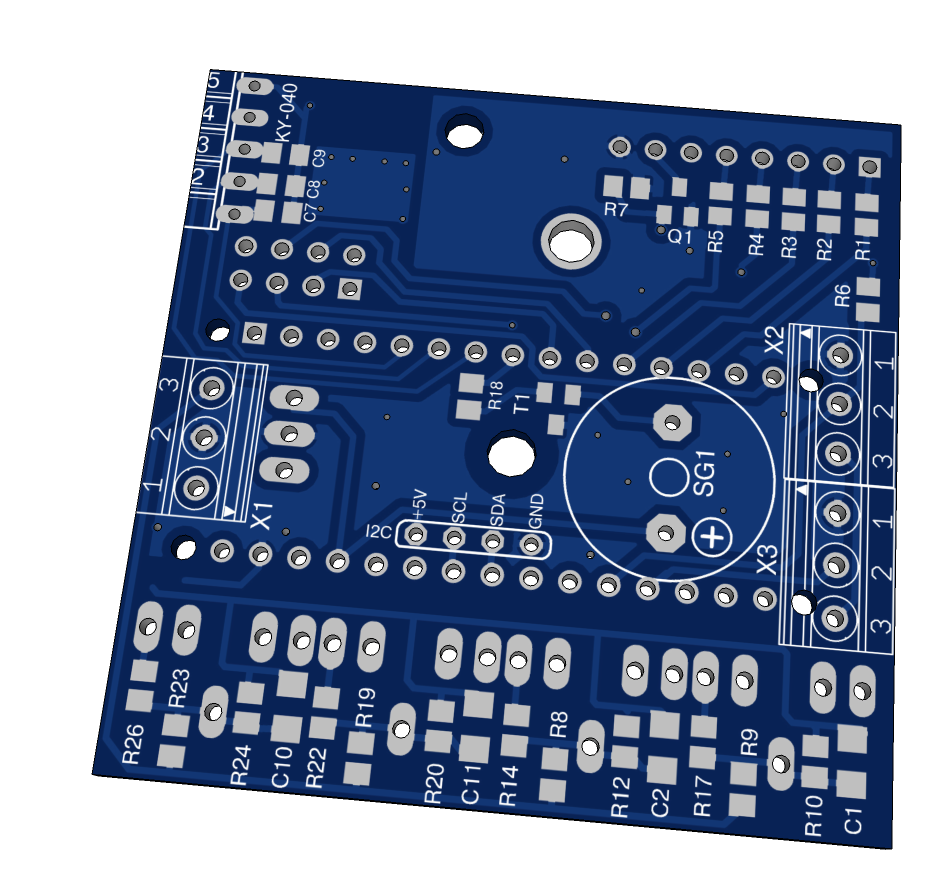 5
4
3
2
KY-040
C9
C8
C7
R7
Q1
R5
R4
R3
R2
R1
R6
X2
1
2
3
3
2
1
X1
R18
T1
SG1
+
I2C
+5V
SCL
SDA
GND
X3
1
2
3
R26
R23
R24
C10
R22
R19
R20
C11
R14
R8
R12
C2
R17
R9
R10
C1